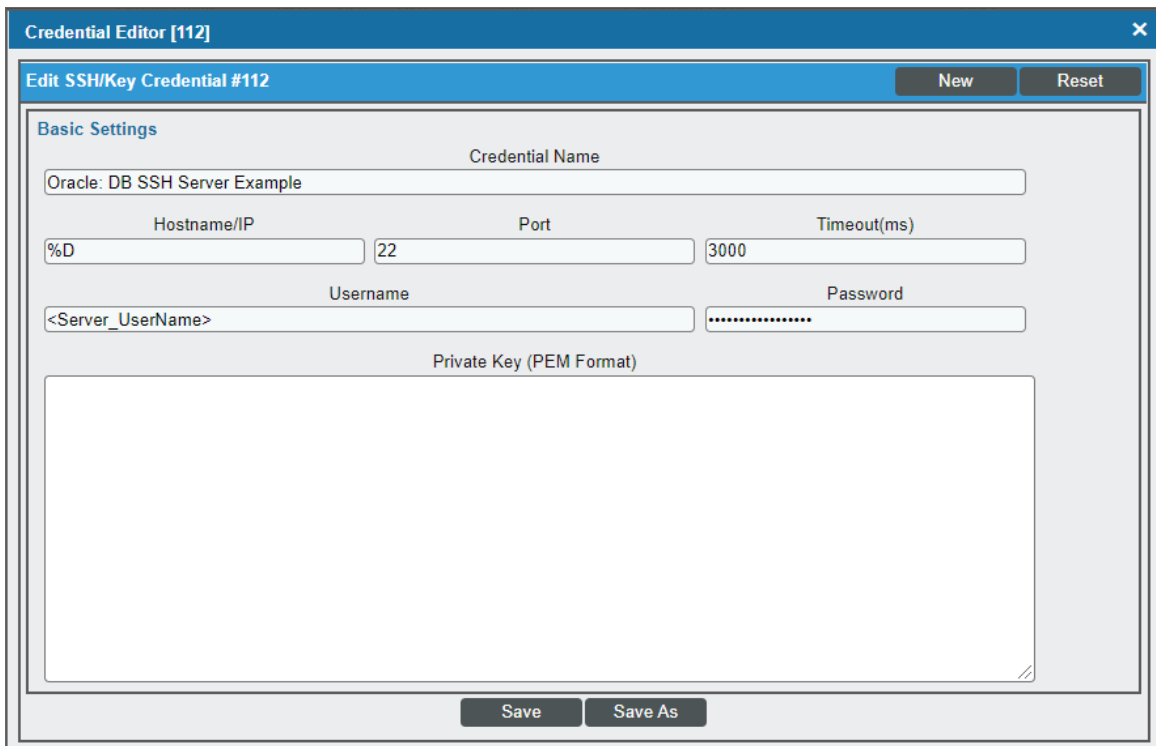 Credential Editor [112] ×
Edit SSH/Key Credential #112 New Reset
Basic Settings
Credential Name
Oracle: DB SSH Server Example
Hostname/IP Port Timeout(ms)
%D 22 3000
Username Password
<Server_UserName> •••••••••••••••••
Private Key (PEM Format)
Save Save As